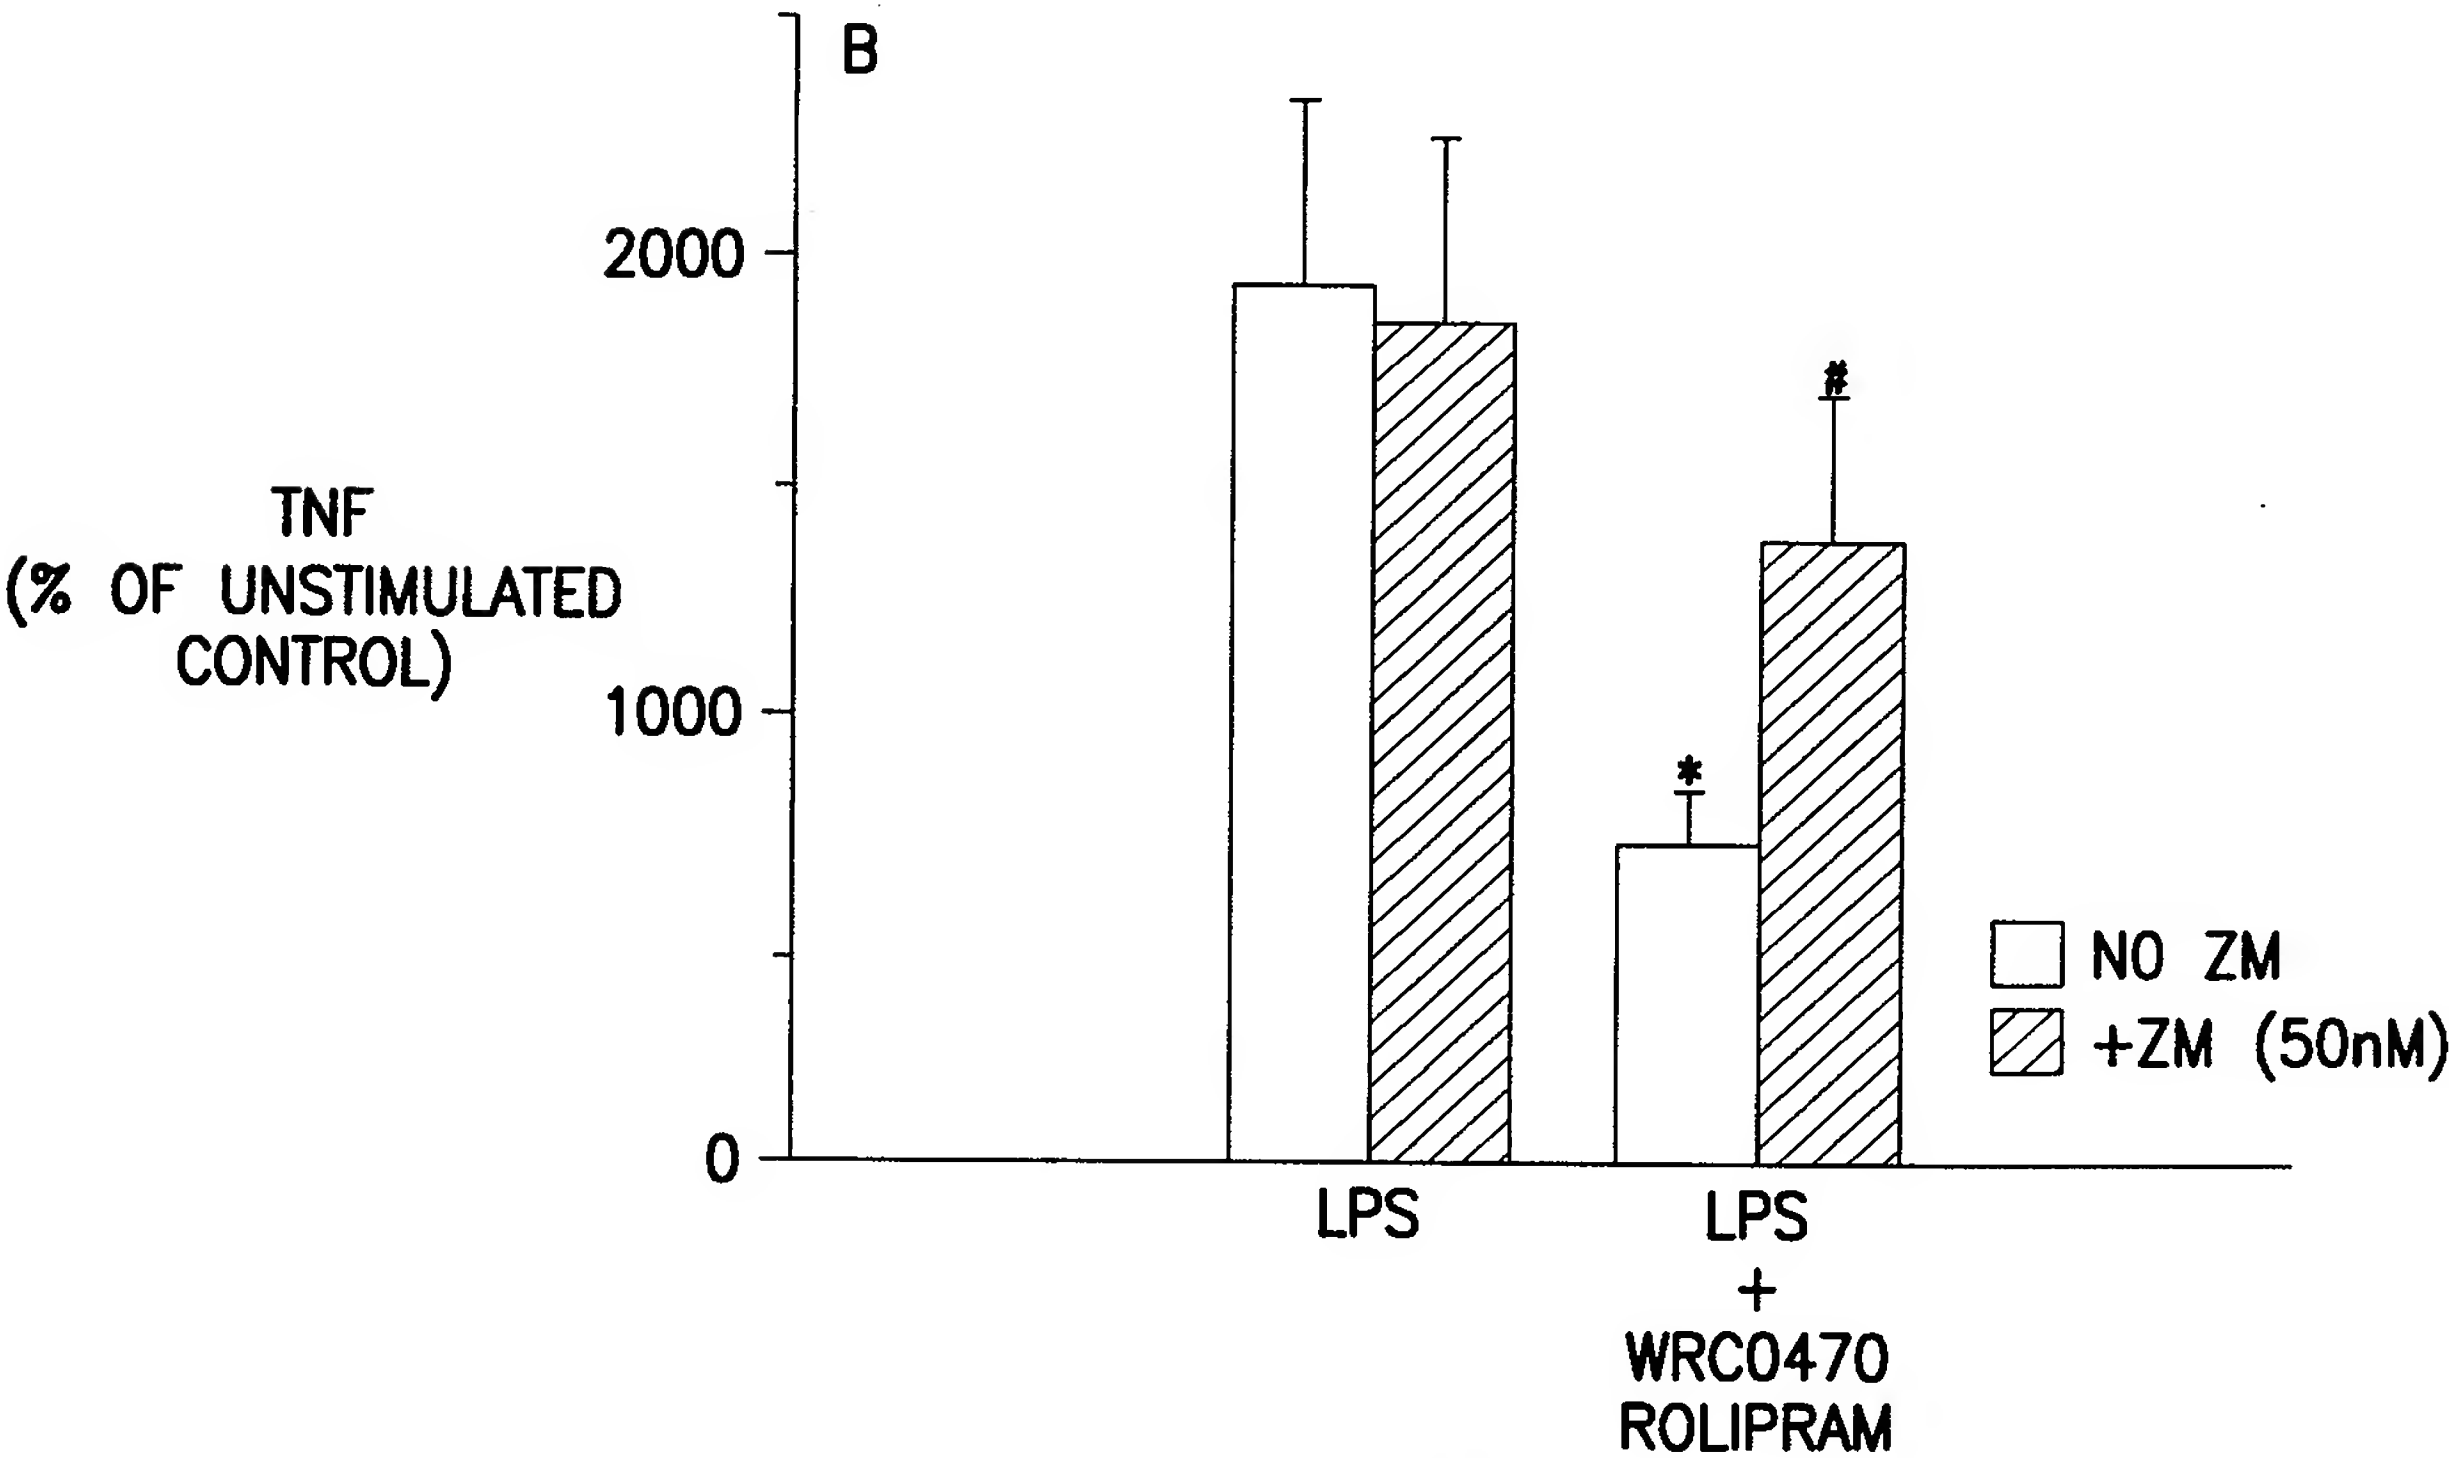 B
2000
TNF
(% OF UNSTIMULATED
CONTROL)
1000
0
#
*
NO ZM
+ZM (50nM)
LPS
LPS
+
WRC0470
ROLIPRAM